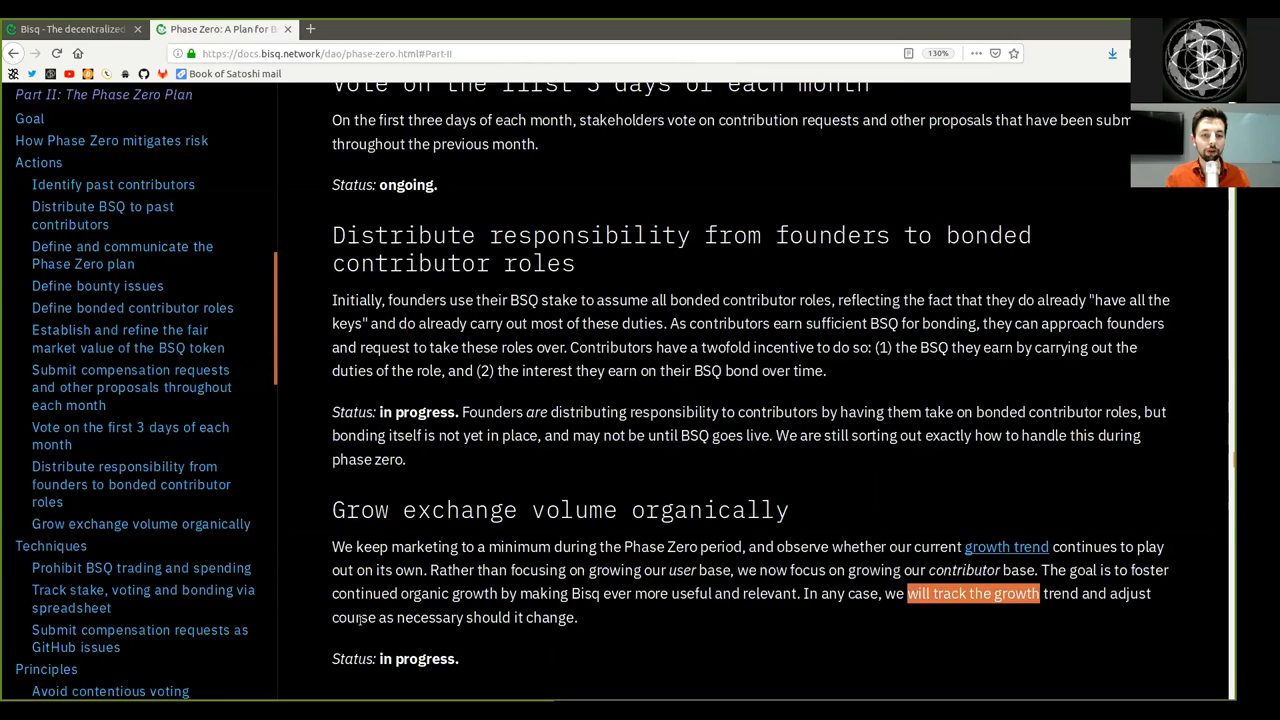 Bisq - The decentralized
Phase Zero: A Plan for B
https://docs.bisq.network/dao/phase-zero.html#Part-II
130%
Book of Satoshi mail
Part II: The Phase Zero Plan
Goal
How Phase Zero mitigates risk
Actions
Identify past contributors
Distribute BSQ to past
contributors
Define and communicate the
Phase Zero plan
Define bounty issues
Define bonded contributor roles
Establish and refine the fair
market value of the BSQ token
Submit compensation requests
and other proposals throughout
each month
Vote on the first 3 days of each
month
Distribute responsibility from
founders to bonded contributor
roles
Grow exchange volume organically
Techniques
Prohibit BSQ trading and spending
Track stake, voting and bonding via
spreadsheet
Submit compensation requests as
GitHub issues
Principles
Avoid contentious voting
Vote on the first 3 days of each month
On the first three days of each month, stakeholders vote on contribution requests and other proposals that have been subm
throughout the previous month.
Status: ongoing.
Distribute responsibility from founders to bonded
contributor roles
Initially, founders use their BSQ stake to assume all bonded contributor roles, reflecting the fact that they do already "have all the
keys" and do already carry out most of these duties. As contributors earn sufficient BSQ for bonding, they can approach founders
and request to take these roles over. Contributors have a twofold incentive to do so: (1) the BSQ they earn by carrying out the
duties of the role, and (2) the interest they earn on their BSQ bond over time.
Status: in progress. Founders are distributing responsibility to contributors by having them take on bonded contributor roles, but
bonding itself is not yet in place, and may not be until BSQ goes live. We are still sorting out exactly how to handle this during
phase zero.
Grow exchange volume organically
We keep marketing to a minimum during the Phase Zero period, and observe whether our current growth trend continues to play
out on its own. Rather than focusing on growing our user base, we now focus on growing our contributor base. The goal is to foster
continued organic growth by making Bisq ever more useful and relevant. In any case, we will track the growth trend and adjust
course as necessary should it change.
Status: in progress.